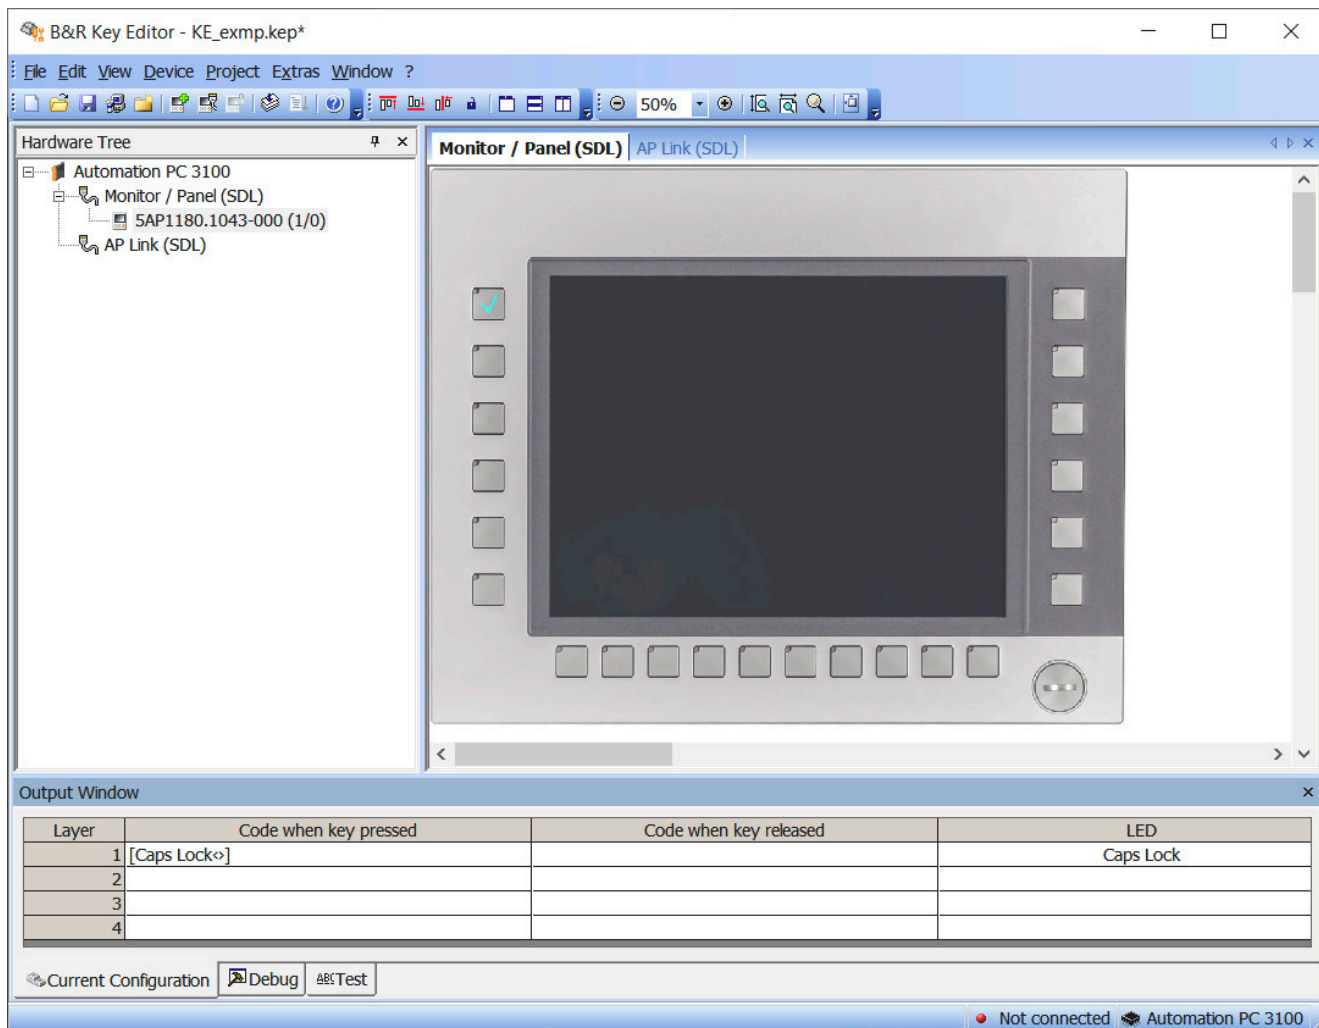 B&R Key Editor - KE_exmp.kep*
File Edit View Device Project Extras Window ?
50%
Hardware Tree
Monitor / Panel (SDL) AP Link (SDL)
Automation PC 3100
Monitor / Panel (SDL)
5AP1180.1043-000 (1/0)
AP Link (SDL)
Output Window
Layer Code when key pressed Code when key released LED
1 [Caps Lock<>] Caps Lock
2
3
4
Current Configuration Debug ABC Test
Not connected Automation PC 3100